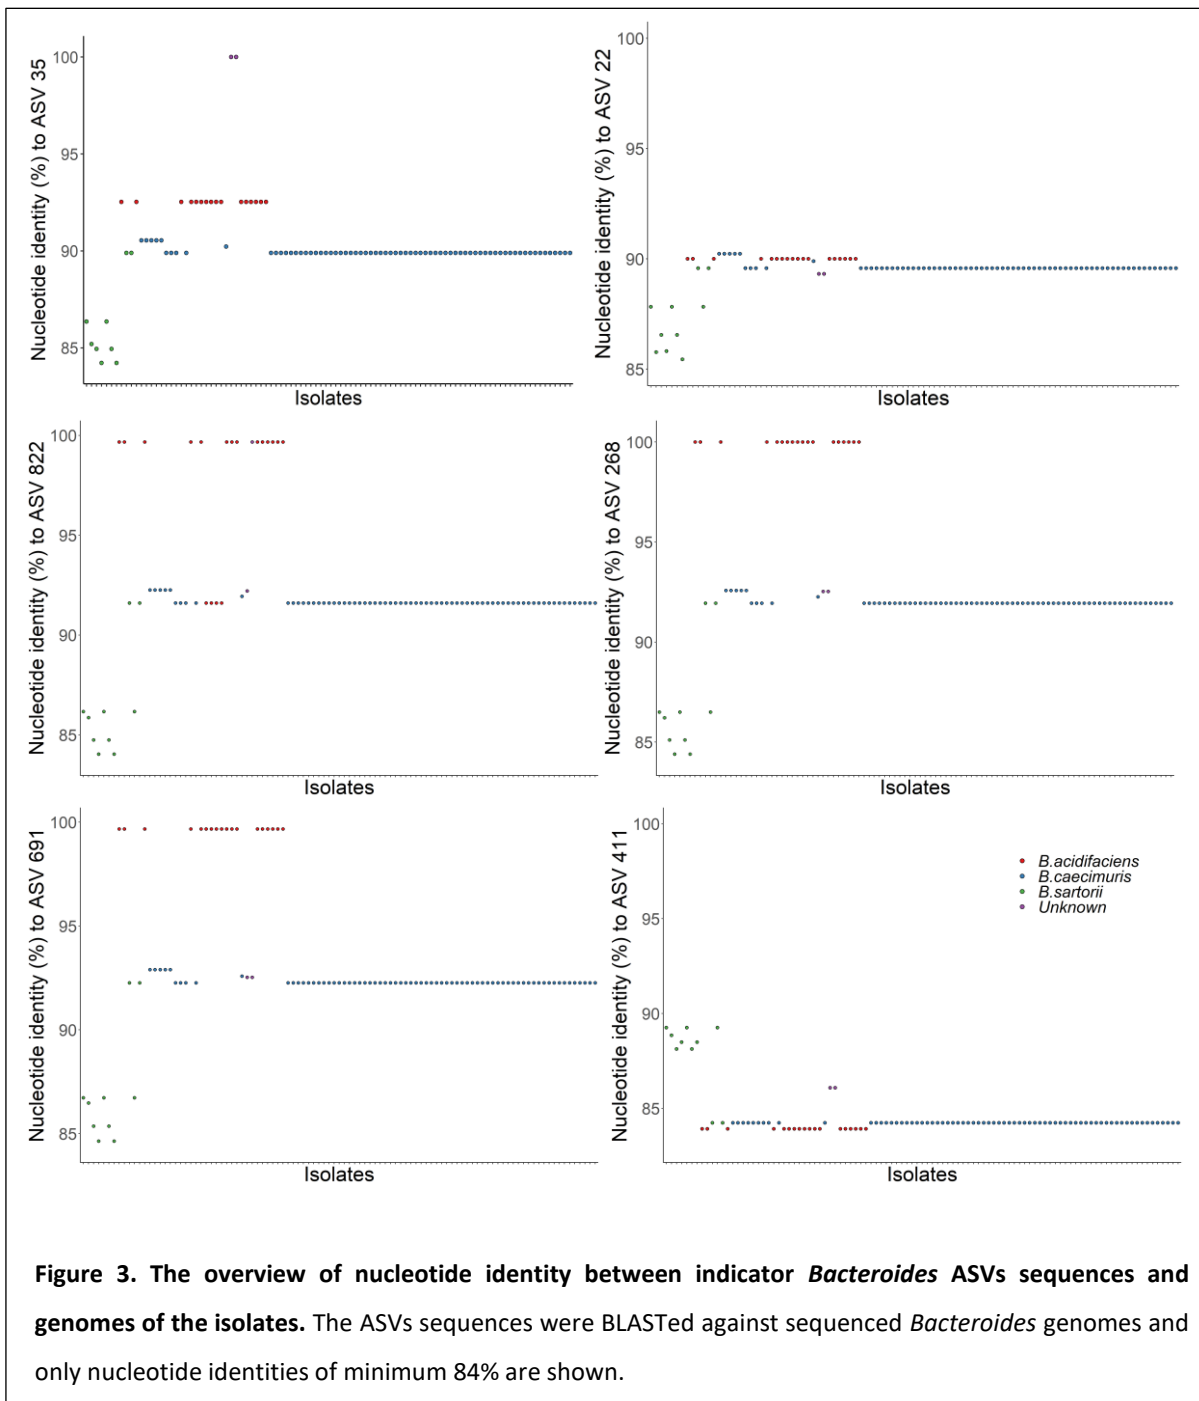 Nucleotide identity (%) to ASV 35
100
95
90
85
Isolates
Nucleotide identity (%) to ASV 22
100
95
90
85
Isolates
Nucleotide identity (%) to ASV 822
100
95
90
85
Isolates
Nucleotide identity (%) to ASV 268
100
95
90
85
Isolates
Nucleotide identity (%) to ASV 691
100
95
90
85
Isolates
Nucleotide identity (%) to ASV 411
100
95
90
85
B.acidifaciens
B.caecimuris
B.sartorii
Unknown
Isolates
Figure 3. The overview of nucleotide identity between indicator Bacteroides ASVs sequences and
genomes of the isolates. The ASVs sequences were BLASTed against sequenced Bacteroides genomes and
only nucleotide identities of minimum 84% are shown.